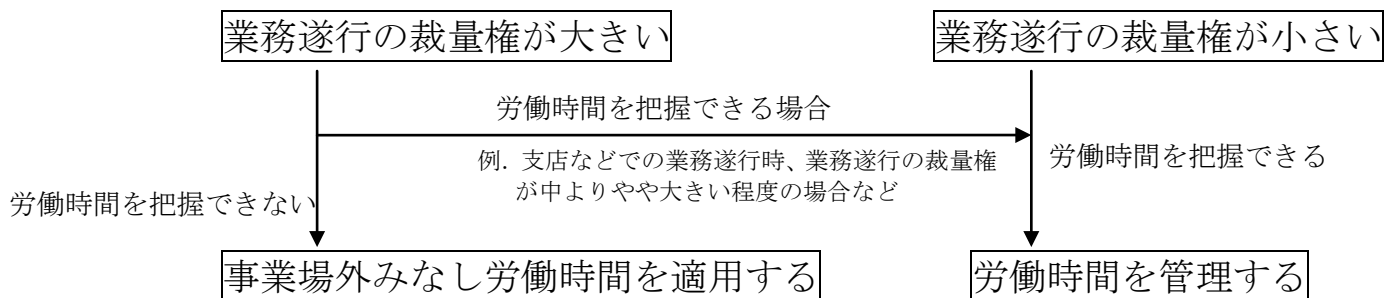 業務遂行の裁量権が大きい
業務遂行の裁量権が小さい
労働時間を把握できる場合
例. 支店などでの業務遂行時、業務遂行の裁量権
が中よりやや大きい程度の場合など
労働時間を把握できる
労働時間を把握できない
事業場外みなし労働時間を適用する
労働時間を管理する